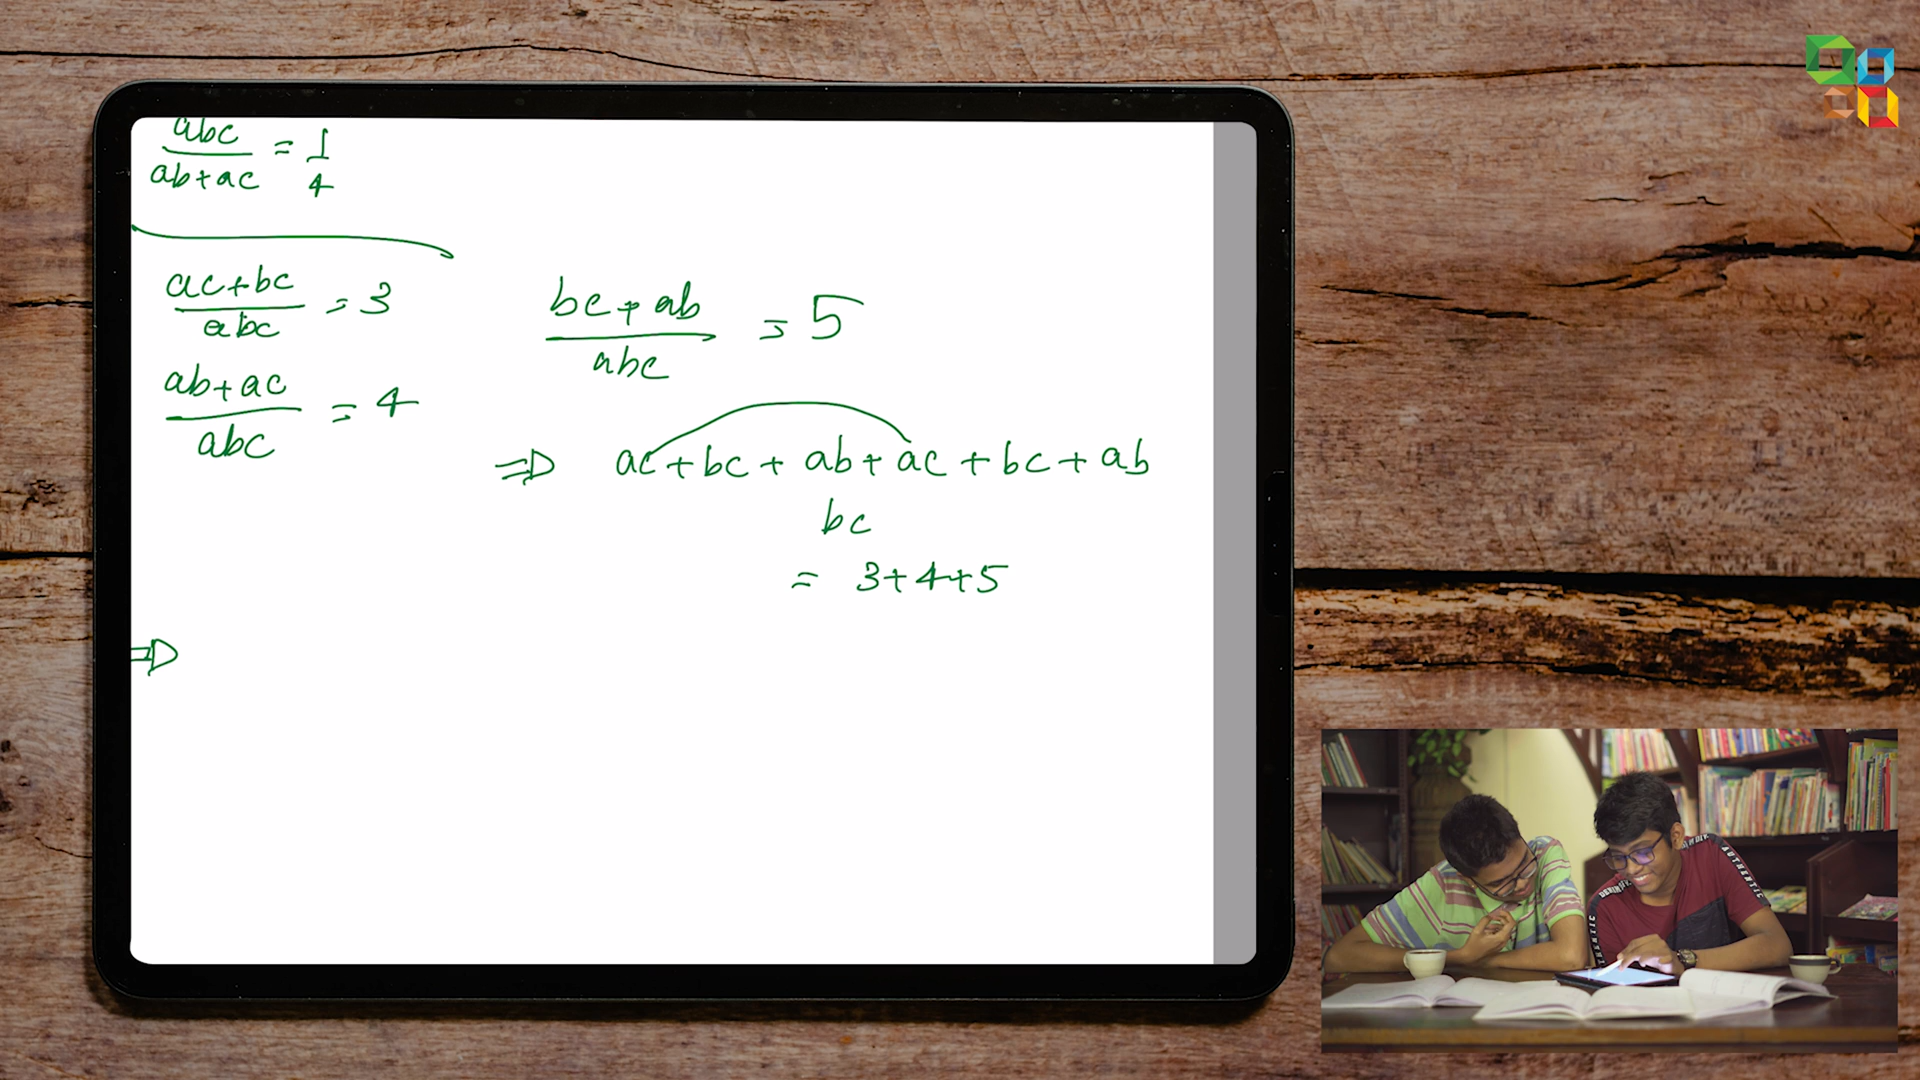 abc
ab+ac = 1
4
ac+bc
abc = 3
bc + ab
abc = 5
ab+ac
abc = 4
⇒ ac+bc+ ab+ac +bc+ab
bc
= 3+4+5
⇒
AUTHENTIC